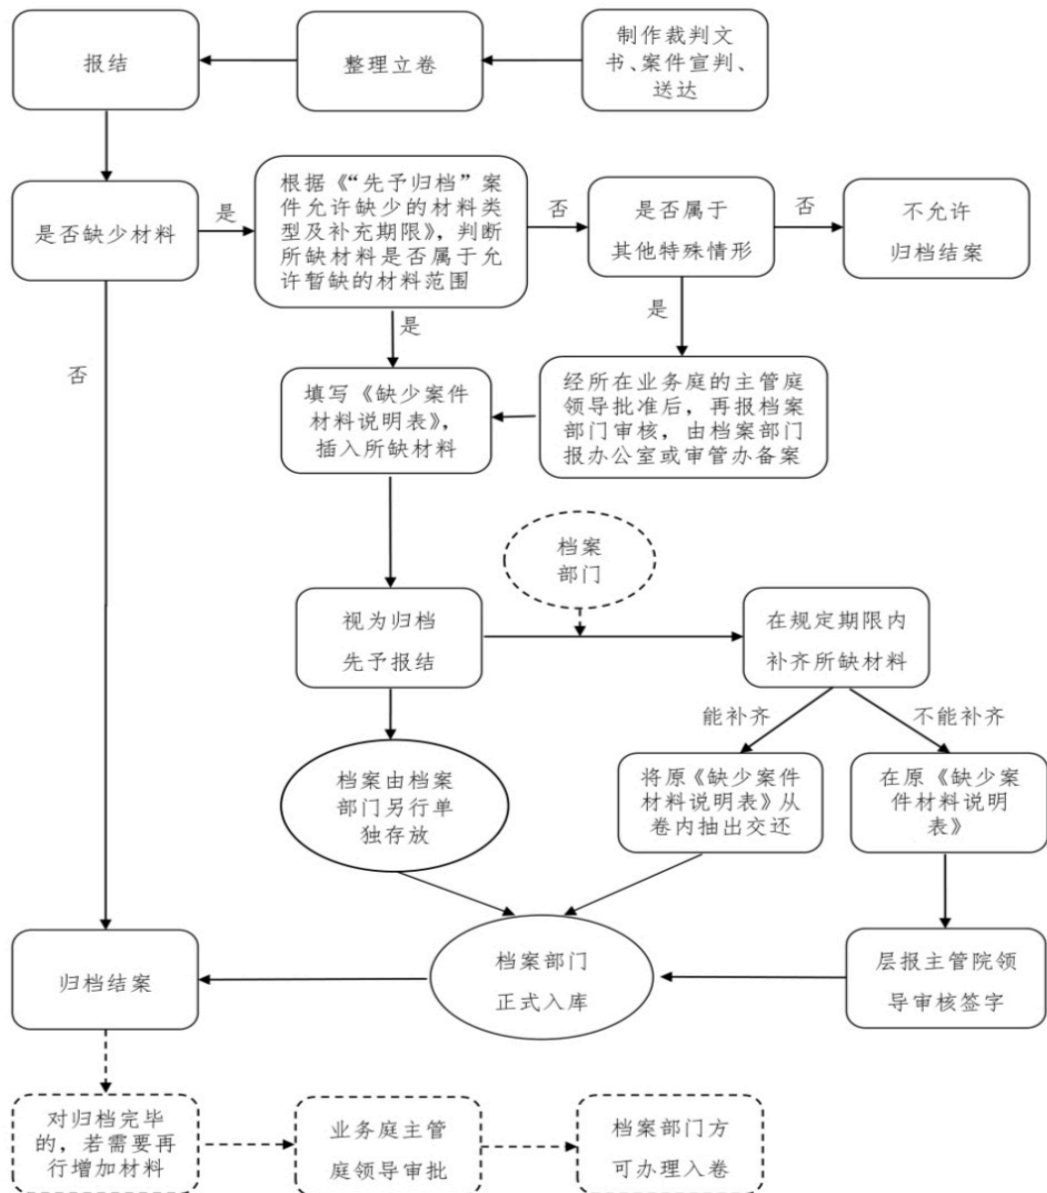 报结
整理立卷
制作裁判文
书、案件宣判、
送达
是否缺少材料
是
根据《“先予归档”案
件允许缺少的材料类
型及补充期限》，判断
所缺材料是否属于允
许暂缺的材料范围
否
是否属于
其他特殊情形
否
不允许
归档结案
是
是
否
填写《缺少案件
材料说明表》，
插入所缺材料
经所在业务庭的主管庭
领导批准后，再报档案
部门审核，由档案部门
报办公室或审管办备案
档案
部门
视为归档
先予报结
在规定期限内
补齐所缺材料
能补齐
不能补齐
档案由档案
部门另行单
独存放
将原《缺少案件
材料说明表》从
卷内抽出交还
在原《缺少案
件材料说明
表》
归档结案
档案部门
正式入库
层报主管院领
导审核签字
对归档完毕
的，若需要再
行增加材料
业务庭主管
庭领导审批
档案部门方
可办理入卷